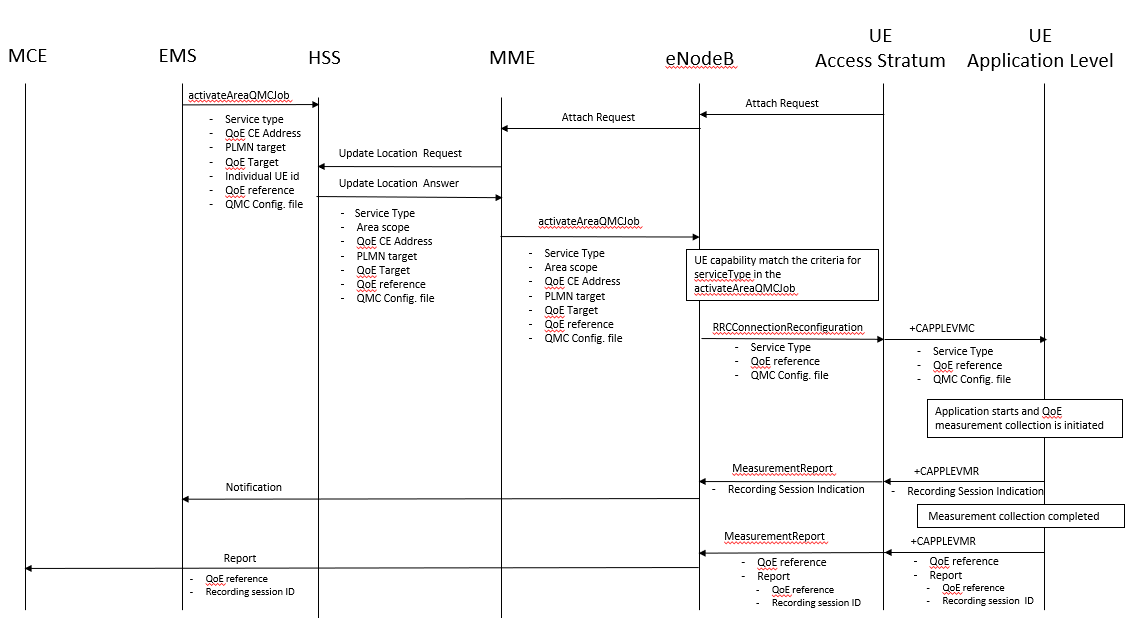 MCE
EMS
HSS
MME
eNodeB
UE
Access Stratum
UE
Application Level
activateAreaQMCJob
- Service type
- QoE CE Address
- PLMN target
- QoE Target
- Individual UE id
- QoE reference
- QMC Config. file
Attach Request
Attach Request
Update Location Request
Update Location Answer
- Service Type
- Area scope
- QoE CE Address
- PLMN target
- QoE Target
- QoE reference
- QMC Config. file
activateAreaQMCJob
- Service Type
- Area scope
- QoE CE Address
- PLMN target
- QoE Target
- QoE reference
- QMC Config. file
UE capability match the criteria for
serviceType in the
activateAreaQMCJob
RRCConnectionReconfiguration
- Service Type
- QoE reference
- QMC Config. file
+CAPPLEVMC
- Service Type
- QoE reference
- QMC Config. file
Application starts and QoE
measurement collection is initiated
+CAPPLEVMR
- Recording Session Indication
MeasurementReport
- Recording Session Indication
Notification
Measurement collection completed
+CAPPLEVMR
- QoE reference
- Report
- QoE reference
- Recording session ID
MeasurementReport
- QoE reference
- Report
- QoE reference
- Recording session ID
Report
- QoE reference
- Recording session ID